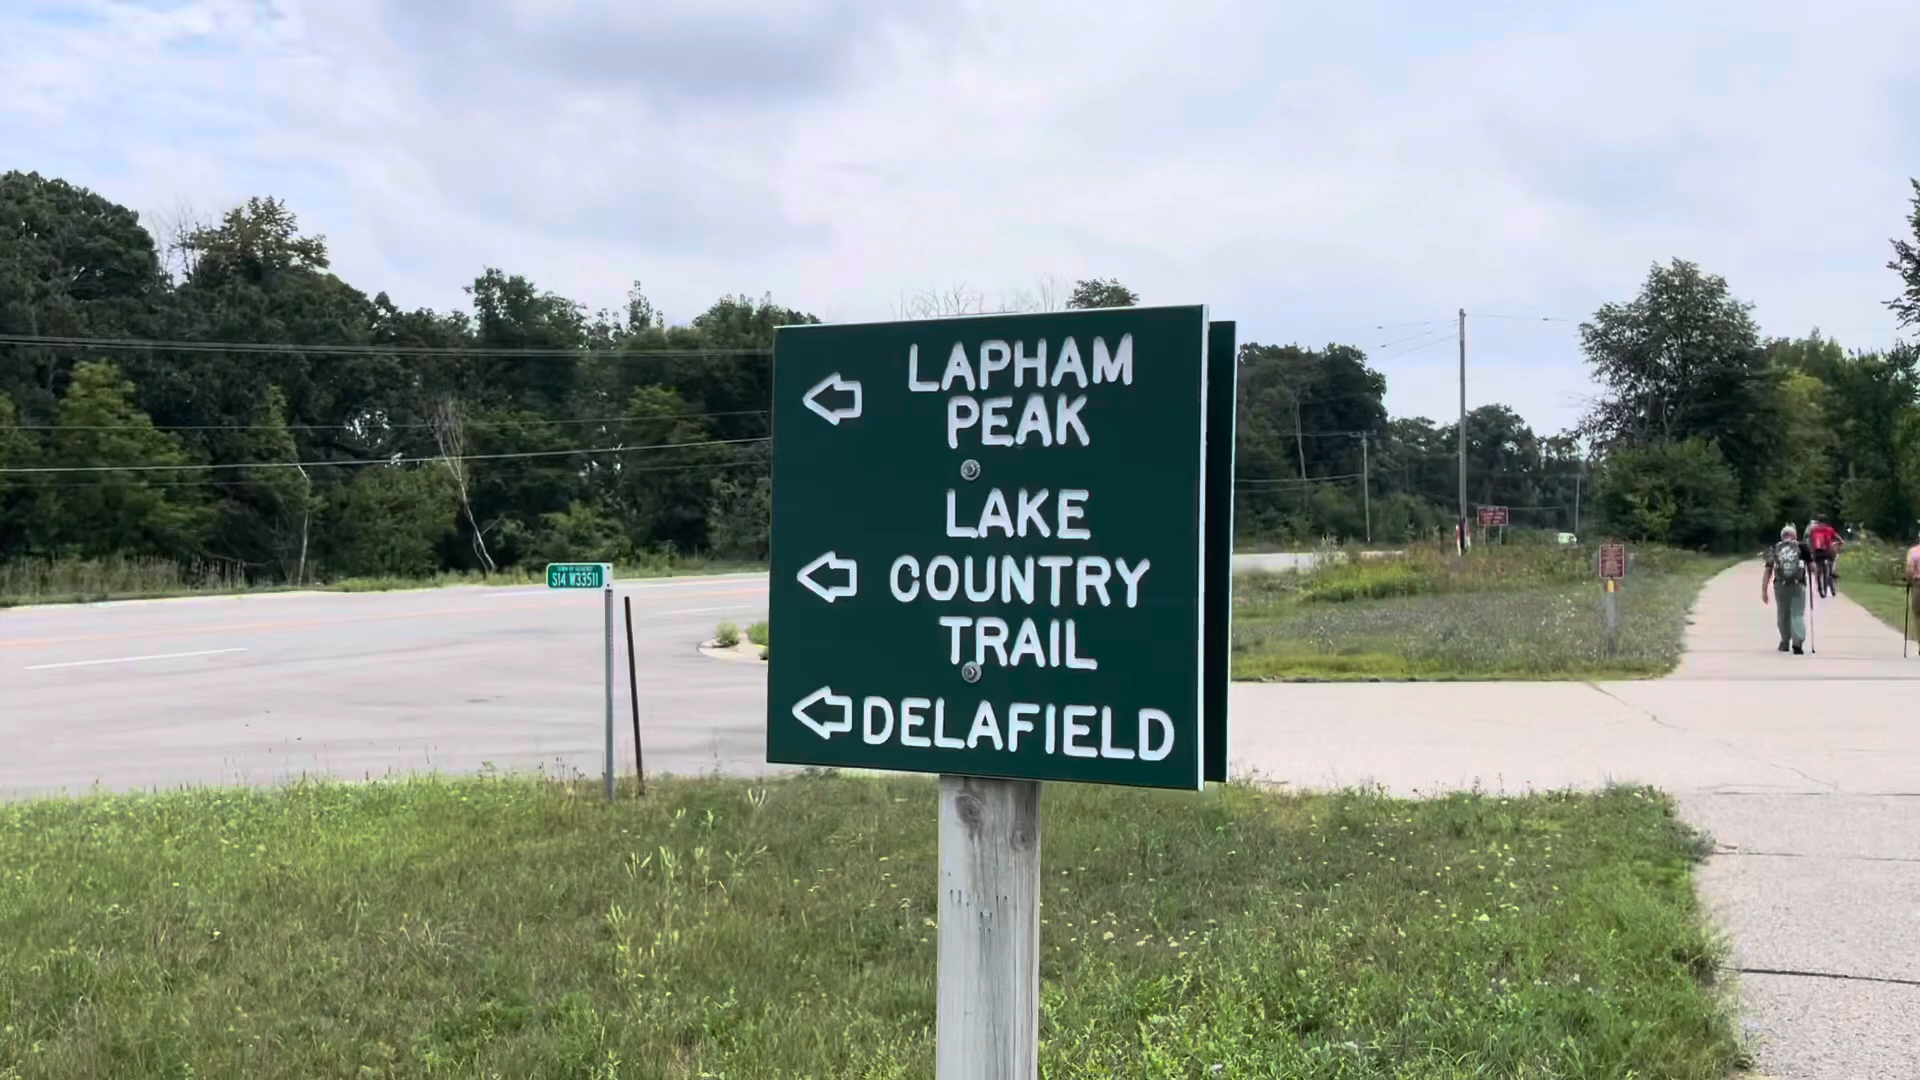 LAPHAM
PEAK
LAKE
COUNTRY
TRAIL
DELAFIELD
S14 W33511